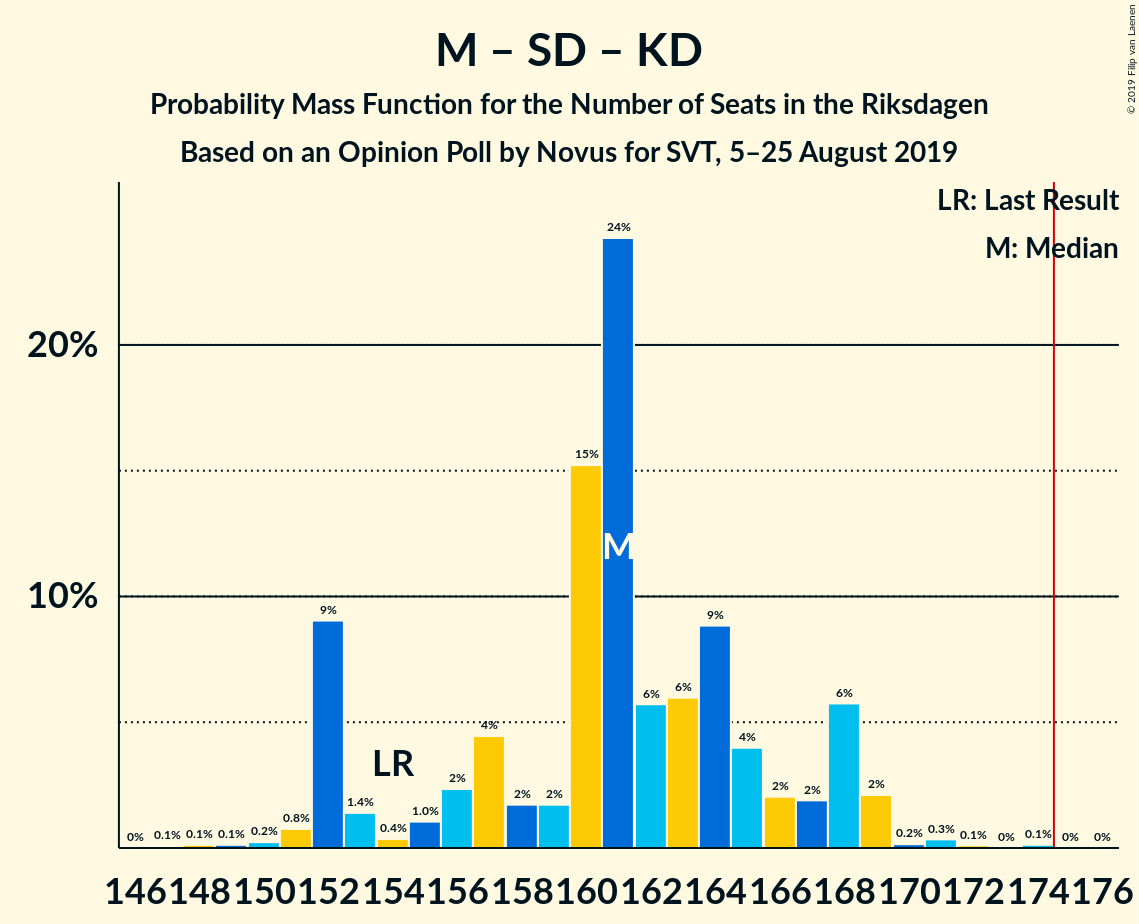 © 2019 Filip van Laenen
M – SD – KD
Probability Mass Function for the Number of Seats in the Riksdagen
Based on an Opinion Poll by Novus for SVT, 5–25 August 2019
LR: Last Result
M: Median
20%
10%
0% 0.1% 0.1% 0.1% 0.2% 0.8% 9% 1.4% 0.4% 1.0% 2% 4% 2% 2% 15% 24% 6% 6% 9% 4% 2% 2% 6% 2% 0.2% 0.3% 0.1% 0% 0.1% 0% 0%
LR
M
146 148 150 152 154 156 158 160 162 164 166 168 170 172 174 176